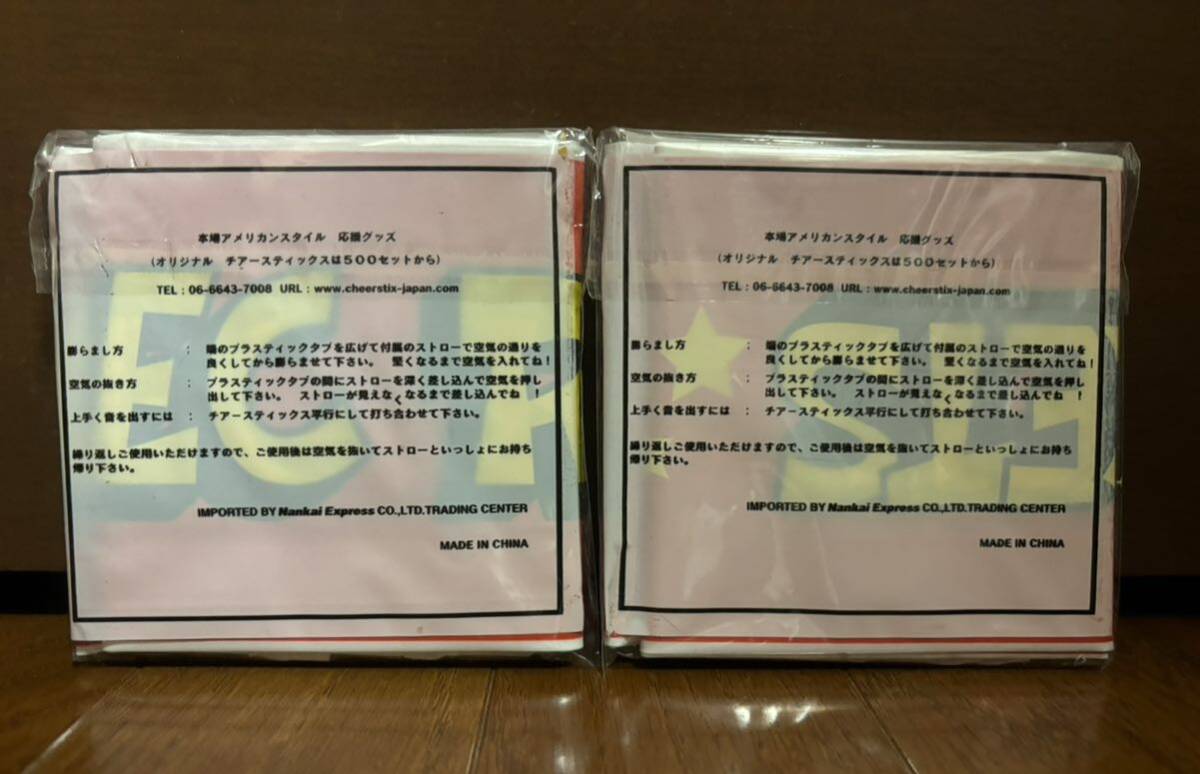 本場アメリカンスタイル 応援グッズ
(オリジナル チアースティックスは500セットから)
TEL : 06-6643-7008 URL : www.cheerstix-japan.com
膨らまし方 : 端のプラスティックタブを広げて付属のストローで空気の通りを
良くしてから膨らませて下さい。 堅くなるまで空気を入れてね!
空気の抜き方 : プラスティックタブの間にストローを深く差し込んで空気を押し
出して下さい。 ストローが見えなくなるまで差し込んでね !
上手く音を出すには : チアースティックス平行にして打ち合わせて下さい。
繰り返しご使用いただけますので、ご使用後は空気を抜いてストローといっしょにお持ち
帰り下さい。
IMPORTED BY Nankai Express CO.,LTD.TRADING CENTER
MADE IN CHINA
本場アメリカンスタイル 応援グッズ
(オリジナル チアースティックスは500セットから)
TEL : 06-6643-7008 URL : www.cheerstix-japan.com
膨らまし方 : 端のプラスティックタブを広げて付属のストローで空気の通りを
良くしてから膨らませて下さい。 堅くなるまで空気を入れてね!
空気の抜き方 : プラスティックタブの間にストローを深く差し込んで空気を押し
出して下さい。 ストローが見えなくなるまで差し込んでね !
上手く音を出すには : チアースティックス平行にして打ち合わせて下さい。
繰り返しご使用いただけますので、ご使用後は空気を抜いてストローといっしょにお持ち
帰り下さい。
IMPORTED BY Nankai Express CO.,LTD.TRADING CENTER
MADE IN CHINA